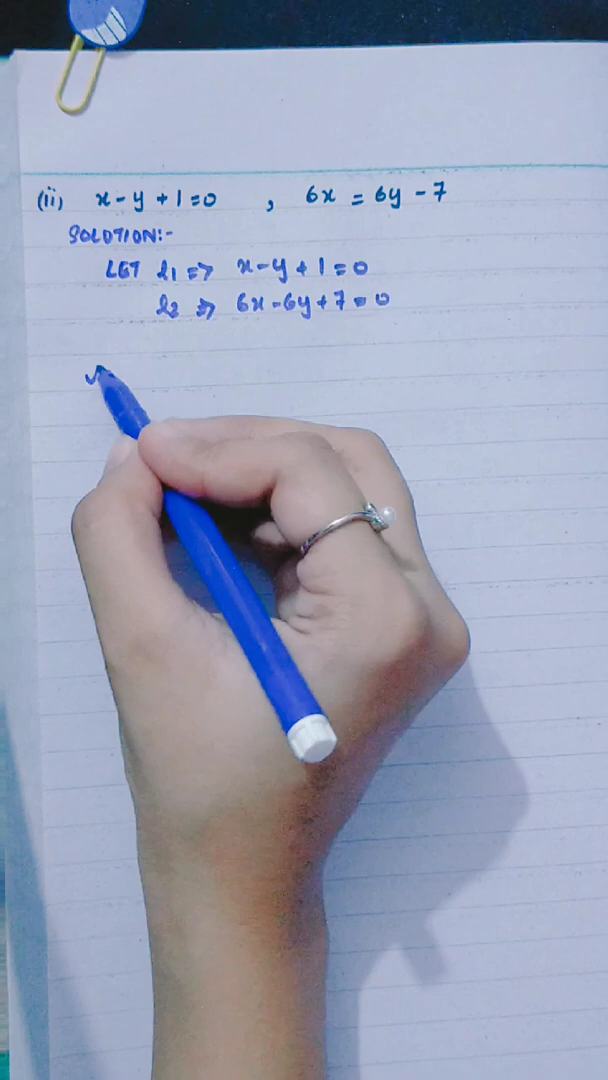 (ii) x-y+1=0 , 6x = 6y-7
SOLUTION:-
LET l1 => x-y+1=0
l2 => 6x-6y+7=0